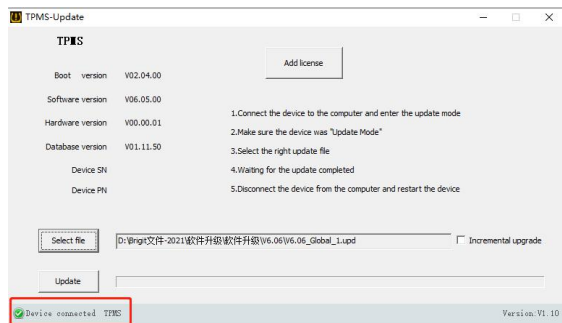 TPMS-Update
TPMS
Add license
Boot version V02.04.00
Software version V06.05.00
Hardware version V00.00.01
Database version V01.11.50
Device SN
Device PN
1.Connect the device to the computer and enter the update mode
2.Make sure the device was "Update Mode"
3.Select the right update file
4.Waiting for the update completed
5.Disconnect the device from the computer and restart the device
Select file D:\Brigit文件-2021\软件升级\软件升级\V6.06\V6.06_Global_1.upd Incremental upgrade
Update
Device connected TPMS Version:V1.10